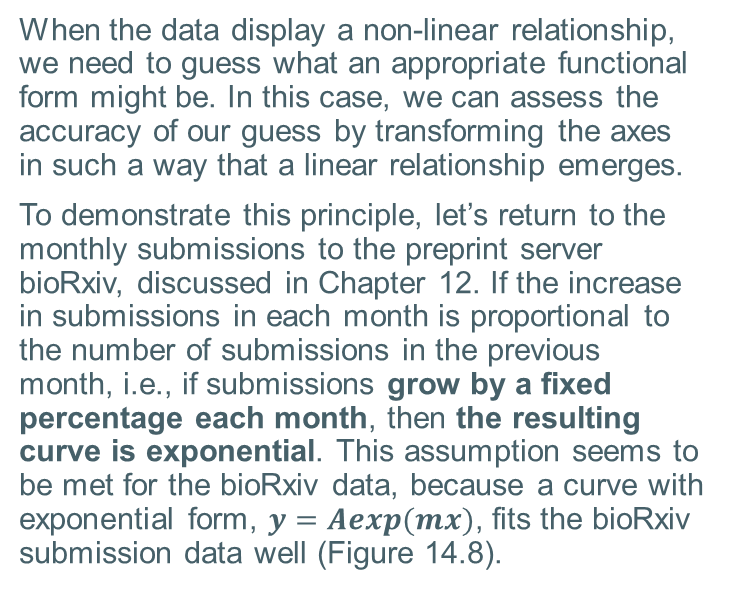 When the data display a non-linear relationship,
we need to guess what an appropriate functional
form might be. In this case, we can assess the
accuracy of our guess by transforming the axes
in such a way that a linear relationship emerges.
To demonstrate this principle, let’s return to the
monthly submissions to the preprint server
bioRxiv, discussed in Chapter 12. If the increase
in submissions in each month is proportional to
the number of submissions in the previous
month, i.e., if submissions grow by a fixed
percentage each month, then the resulting
curve is exponential. This assumption seems to
be met for the bioRxiv data, because a curve with
exponential form, y = Aexp(mx), fits the bioRxiv
submission data well (Figure 14.8).